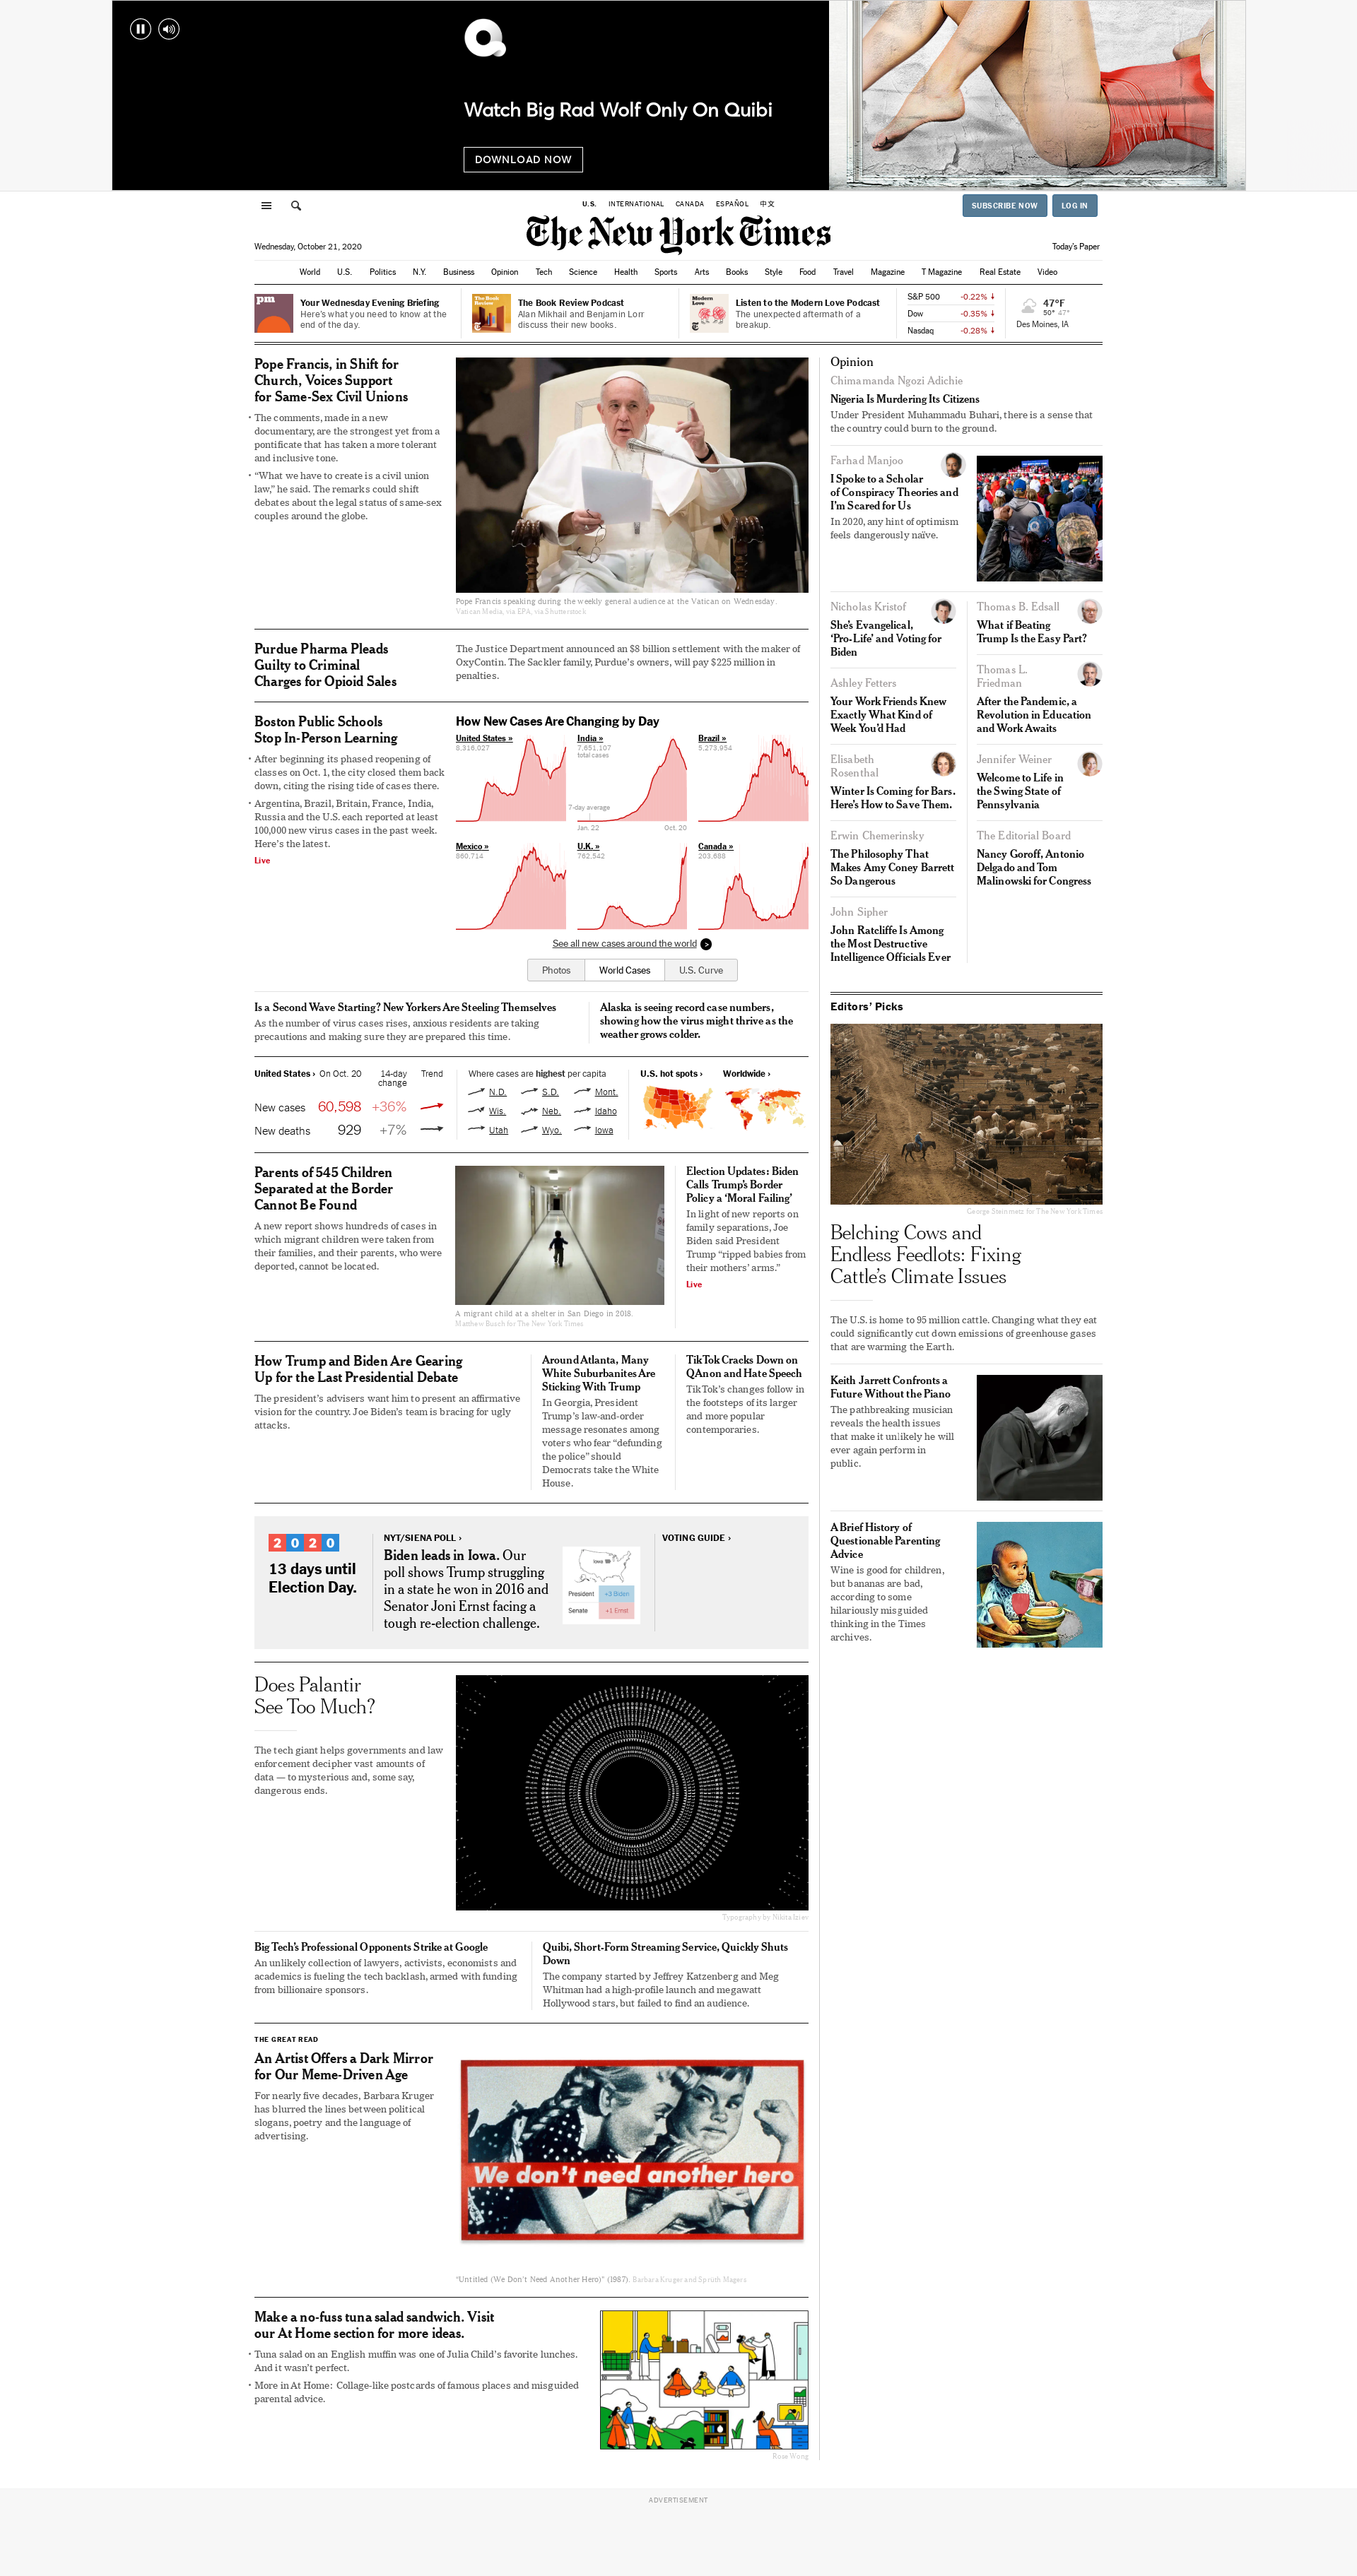 Watch Big Rad Wolf Only On Quibi
DOWNLOAD NOW
U.S. INTERNATIONAL CANADA ESPAÑOL 中文
SUBSCRIBE NOW LOG IN
The New York Times
Wednesday, October 21, 2020
Today's Paper
World U.S. Politics N.Y. Business Opinion Tech Science Health Sports Arts Books Style Food Travel Magazine T Magazine Real Estate Video
pm
Your Wednesday Evening Briefing
Here's what you need to know at the
end of the day.
The Book
Review
The Book Review Podcast
Alan Mikhail and Benjamin Lorr
discuss their new books.
Modern
Love
Listen to the Modern Love Podcast
The unexpected aftermath of a
breakup.
S&P 500 -0.22%
Dow -0.35%
Nasdaq -0.28%
47°F
50° 47°
Des Moines, IA
Pope Francis, in Shift for
Church, Voices Support
for Same-Sex Civil Unions
• The comments, made in a new
documentary, are the strongest yet from a
pontificate that has taken a more tolerant
and inclusive tone.
• “What we have to create is a civil union
law,” he said. The remarks could shift
debates about the legal status of same-sex
couples around the globe.
Pope Francis speaking during the weekly general audience at the Vatican on Wednesday.
Vatican Media, via EPA, via Shutterstock
Purdue Pharma Pleads
Guilty to Criminal
Charges for Opioid Sales
The Justice Department announced an $8 billion settlement with the maker of
OxyContin. The Sackler family, Purdue's owners, will pay $225 million in
penalties.
Boston Public Schools
Stop In-Person Learning
• After beginning its phased reopening of
classes on Oct. 1, the city closed them back
down, citing the rising tide of cases there.
• Argentina, Brazil, Britain, France, India,
Russia and the U.S. each reported at least
100,000 new virus cases in the past week.
Here's the latest.
Live
How New Cases Are Changing by Day
United States »
8,316,027
India »
7,651,107
total cases
Brazil »
5,273,954
7-day average
Jan. 22 Oct. 20
Mexico »
860,714
U.K. »
762,542
Canada »
203,688
See all new cases around the world >
Photos World Cases U.S. Curve
Is a Second Wave Starting? New Yorkers Are Steeling Themselves
As the number of virus cases rises, anxious residents are taking
precautions and making sure they are prepared this time.
Alaska is seeing record case numbers,
showing how the virus might thrive as the
weather grows colder.
United States › On Oct. 20 14-day
change Trend
New cases 60,598 +36%
New deaths 929 +7%
Where cases are highest per capita
N.D. S.D. Mont.
Wis. Neb. Idaho
Utah Wyo. Iowa
U.S. hot spots › Worldwide ›
Parents of 545 Children
Separated at the Border
Cannot Be Found
A new report shows hundreds of cases in
which migrant children were taken from
their families, and their parents, who were
deported, cannot be located.
A migrant child at a shelter in San Diego in 2018.
Matthew Busch for The New York Times
Election Updates: Biden
Calls Trump's Border
Policy a ‘Moral Failing’
In light of new reports on
family separations, Joe
Biden said President
Trump “ripped babies from
their mothers' arms.”
Live
How Trump and Biden Are Gearing
Up for the Last Presidential Debate
The president's advisers want him to present an affirmative
vision for the country. Joe Biden's team is bracing for ugly
attacks.
Around Atlanta, Many
White Suburbanites Are
Sticking With Trump
In Georgia, President
Trump's law-and-order
message resonates among
voters who fear “defunding
the police” should
Democrats take the White
House.
TikTok Cracks Down on
QAnon and Hate Speech
TikTok's changes follow in
the footsteps of its larger
and more popular
contemporaries.
2020
13 days until
Election Day.
NYT/SIENA POLL ›
Biden leads in Iowa. Our
poll shows Trump struggling
in a state he won in 2016 and
Senator Joni Ernst facing a
tough re-election challenge.
Iowa
President +3 Biden
Senate +1 Ernst
VOTING GUIDE ›
Does Palantir
See Too Much?
The tech giant helps governments and law
enforcement decipher vast amounts of
data — to mysterious and, some say,
dangerous ends.
Typography by Nikita Iziev
Big Tech's Professional Opponents Strike at Google
An unlikely collection of lawyers, activists, economists and
academics is fueling the tech backlash, armed with funding
from billionaire sponsors.
Quibi, Short-Form Streaming Service, Quickly Shuts
Down
The company started by Jeffrey Katzenberg and Meg
Whitman had a high-profile launch and megawatt
Hollywood stars, but failed to find an audience.
THE GREAT READ
An Artist Offers a Dark Mirror
for Our Meme-Driven Age
For nearly five decades, Barbara Kruger
has blurred the lines between political
slogans, poetry and the language of
advertising.
We don't need another hero
“Untitled (We Don't Need Another Hero)” (1987). Barbara Kruger and Sprüth Magers
Make a no-fuss tuna salad sandwich. Visit
our At Home section for more ideas.
• Tuna salad on an English muffin was one of Julia Child's favorite lunches.
And it wasn't perfect.
• More in At Home: Collage-like postcards of famous places and misguided
parental advice.
Rose Wong
Opinion
Chimamanda Ngozi Adichie
Nigeria Is Murdering Its Citizens
Under President Muhammadu Buhari, there is a sense that
the country could burn to the ground.
Farhad Manjoo
I Spoke to a Scholar
of Conspiracy Theories and
I'm Scared for Us
In 2020, any hint of optimism
feels dangerously naïve.
Nicholas Kristof
She's Evangelical,
‘Pro-Life’ and Voting for
Biden
Ashley Fetters
Your Work Friends Knew
Exactly What Kind of
Week You'd Had
Elisabeth
Rosenthal
Winter Is Coming for Bars.
Here's How to Save Them.
Erwin Chemerinsky
The Philosophy That
Makes Amy Coney Barrett
So Dangerous
John Sipher
John Ratcliffe Is Among
the Most Destructive
Intelligence Officials Ever
Thomas B. Edsall
What if Beating
Trump Is the Easy Part?
Thomas L.
Friedman
After the Pandemic, a
Revolution in Education
and Work Awaits
Jennifer Weiner
Welcome to Life in
the Swing State of
Pennsylvania
The Editorial Board
Nancy Goroff, Antonio
Delgado and Tom
Malinowski for Congress
Editors' Picks
George Steinmetz for The New York Times
Belching Cows and
Endless Feedlots: Fixing
Cattle's Climate Issues
The U.S. is home to 95 million cattle. Changing what they eat
could significantly cut down emissions of greenhouse gases
that are warming the Earth.
Keith Jarrett Confronts a
Future Without the Piano
The pathbreaking musician
reveals the health issues
that make it unlikely he will
ever again perform in
public.
A Brief History of
Questionable Parenting
Advice
Wine is good for children,
but bananas are bad,
according to some
hilariously misguided
thinking in the Times
archives.
ADVERTISEMENT